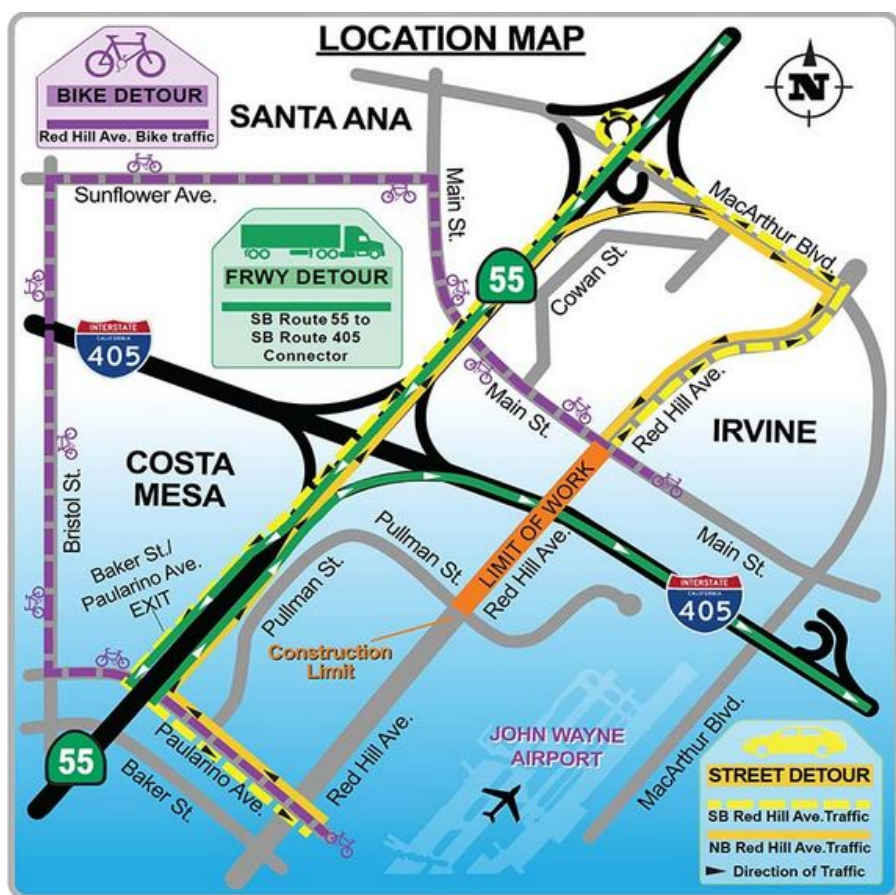 LOCATION MAP
BIKE DETOUR
Red Hill Ave. Bike traffic
SANTA ANA
N
Sunflower Ave.
Main St.
MacArthur Blvd.
FRWY DETOUR
SB Route 55 to
SB Route 405
Connector
55
Cowan St.
INTERSTATE
CALIFORNIA
405
Main St.
Red Hill Ave.
IRVINE
COSTA
MESA
Bristol St.
LIMIT OF WORK
Red Hill Ave.
Main St.
Baker St./
Paularino Ave.
EXIT
Pullman St.
Pullman St.
INTERSTATE
CALIFORNIA
405
Construction
Limit
55
Baker St.
Paularino Ave.
Red Hill Ave.
JOHN WAYNE
AIRPORT
MacArthur Blvd.
STREET DETOUR
SB Red Hill Ave.Traffic
NB Red Hill Ave.Traffic
Direction of Traffic